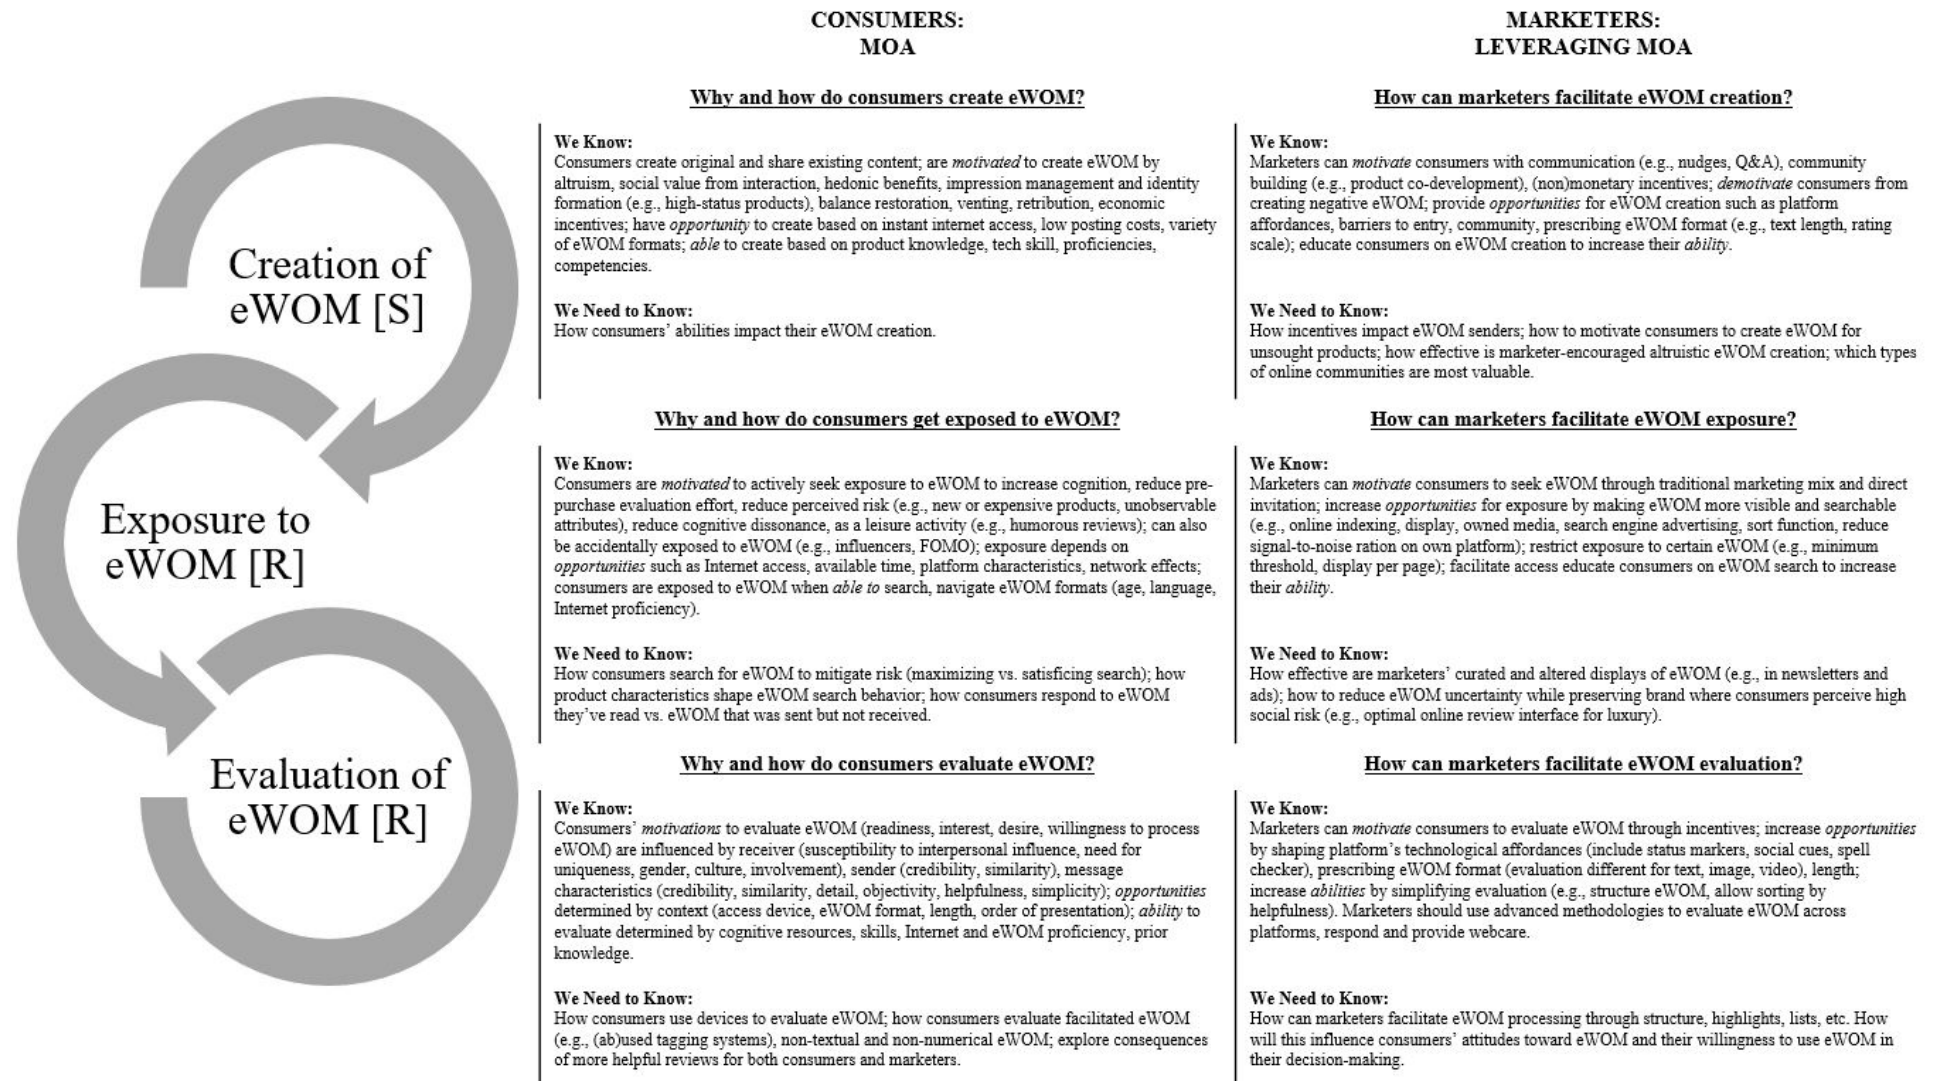 CONSUMERS:
MOA
MARKETERS:
LEVERAGING MOA
Creation of
eWOM [S]
Why and how do consumers create eWOM?
We Know:
Consumers create original and share existing content; are motivated to create eWOM by
altruism, social value from interaction, hedonic benefits, impression management and identity
formation (e.g., high-status products), balance restoration, venting, retribution, economic
incentives; have opportunity to create based on instant internet access, low posting costs, variety
of eWOM formats; able to create based on product knowledge, tech skill, proficiencies,
competencies.
We Need to Know:
How consumers’ abilities impact their eWOM creation.
How can marketers facilitate eWOM creation?
We Know:
Marketers can motivate consumers with communication (e.g., nudges, Q&A), community
building (e.g., product co-development), (non)monetary incentives; demotivate consumers from
creating negative eWOM; provide opportunities for eWOM creation such as platform
affordances, barriers to entry, community, prescribing eWOM format (e.g., text length, rating
scale); educate consumers on eWOM creation to increase their ability.
We Need to Know:
How incentives impact eWOM senders; how to motivate consumers to create eWOM for
unsought products; how effective is marketer-encouraged altruistic eWOM creation; which types
of online communities are most valuable.
Exposure to
eWOM [R]
Why and how do consumers get exposed to eWOM?
We Know:
Consumers are motivated to actively seek exposure to eWOM to increase cognition, reduce pre-
purchase evaluation effort, reduce perceived risk (e.g., new or expensive products, unobservable
attributes), reduce cognitive dissonance, as a leisure activity (e.g., humorous reviews); can also
be accidentally exposed to eWOM (e.g., influencers, FOMO); exposure depends on
opportunities such as Internet access, available time, platform characteristics, network effects;
consumers are exposed to eWOM when able to search, navigate eWOM formats (age, language,
Internet proficiency).
We Need to Know:
How consumers search for eWOM to mitigate risk (maximizing vs. satisficing search); how
product characteristics shape eWOM search behavior; how consumers respond to eWOM
they’ve read vs. eWOM that was sent but not received.
How can marketers facilitate eWOM exposure?
We Know:
Marketers can motivate consumers to seek eWOM through traditional marketing mix and direct
invitation; increase opportunities for exposure by making eWOM more visible and searchable
(e.g., online indexing, display, owned media, search engine advertising, sort function, reduce
signal-to-noise ration on own platform); restrict exposure to certain eWOM (e.g., minimum
threshold, display per page); facilitate access educate consumers on eWOM search to increase
their ability.
We Need to Know:
How effective are marketers’ curated and altered displays of eWOM (e.g., in newsletters and
ads); how to reduce eWOM uncertainty while preserving brand where consumers perceive high
social risk (e.g., optimal online review interface for luxury).
Evaluation of
eWOM [R]
Why and how do consumers evaluate eWOM?
We Know:
Consumers’ motivations to evaluate eWOM (readiness, interest, desire, willingness to process
eWOM) are influenced by receiver (susceptibility to interpersonal influence, need for
uniqueness, gender, culture, involvement), sender (credibility, similarity), message
characteristics (credibility, similarity, detail, objectivity, helpfulness, simplicity); opportunities
determined by context (access device, eWOM format, length, order of presentation); ability to
evaluate determined by cognitive resources, skills, Internet and eWOM proficiency, prior
knowledge.
We Need to Know:
How consumers use devices to evaluate eWOM; how consumers evaluate facilitated eWOM
(e.g., (ab)used tagging systems), non-textual and non-numerical eWOM; explore consequences
of more helpful reviews for both consumers and marketers.
How can marketers facilitate eWOM evaluation?
We Know:
Marketers can motivate consumers to evaluate eWOM through incentives; increase opportunities
by shaping platform’s technological affordances (include status markers, social cues, spell
checker), prescribing eWOM format (evaluation different for text, image, video), length;
increase abilities by simplifying evaluation (e.g., structure eWOM, allow sorting by
helpfulness). Marketers should use advanced methodologies to evaluate eWOM across
platforms, respond and provide webcare.
We Need to Know:
How can marketers facilitate eWOM processing through structure, highlights, lists, etc. How
will this influence consumers’ attitudes toward eWOM and their willingness to use eWOM in
their decision-making.